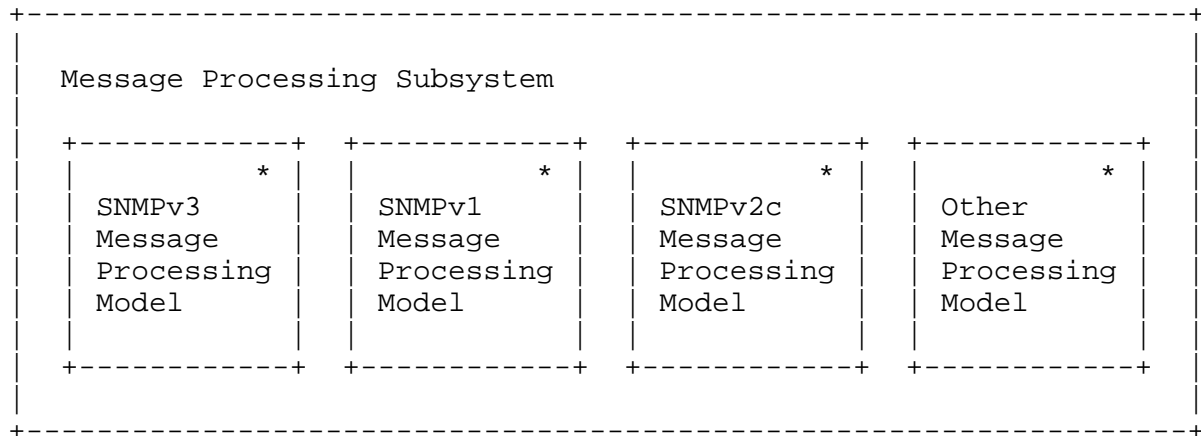 Message Processing Subsystem
* * * *
SNMPv3 SNMPv1 SNMPv2c Other
Message Message Message Message
Processing Processing Processing Processing
Model Model Model Model